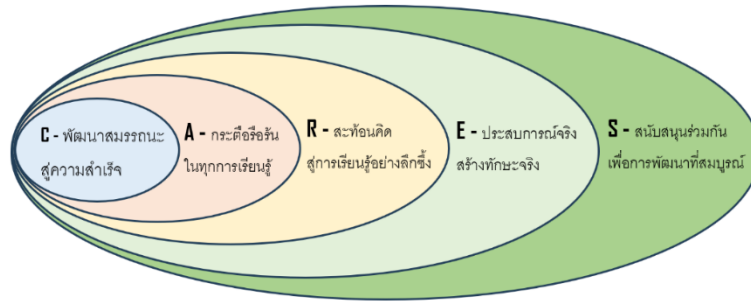 C - พัฒนาสมรรถนะ
สู่ความสำเร็จ
A - กระตือรือร้น
ในทุกการเรียนรู้
R - สะท้อนคิด
สู่การเรียนรู้อย่างลึกซึ้ง
E - ประสบการณ์จริง
สร้างทักษะจริง
S - สนับสนุนร่วมกัน
เพื่อการพัฒนาที่สมบูรณ์